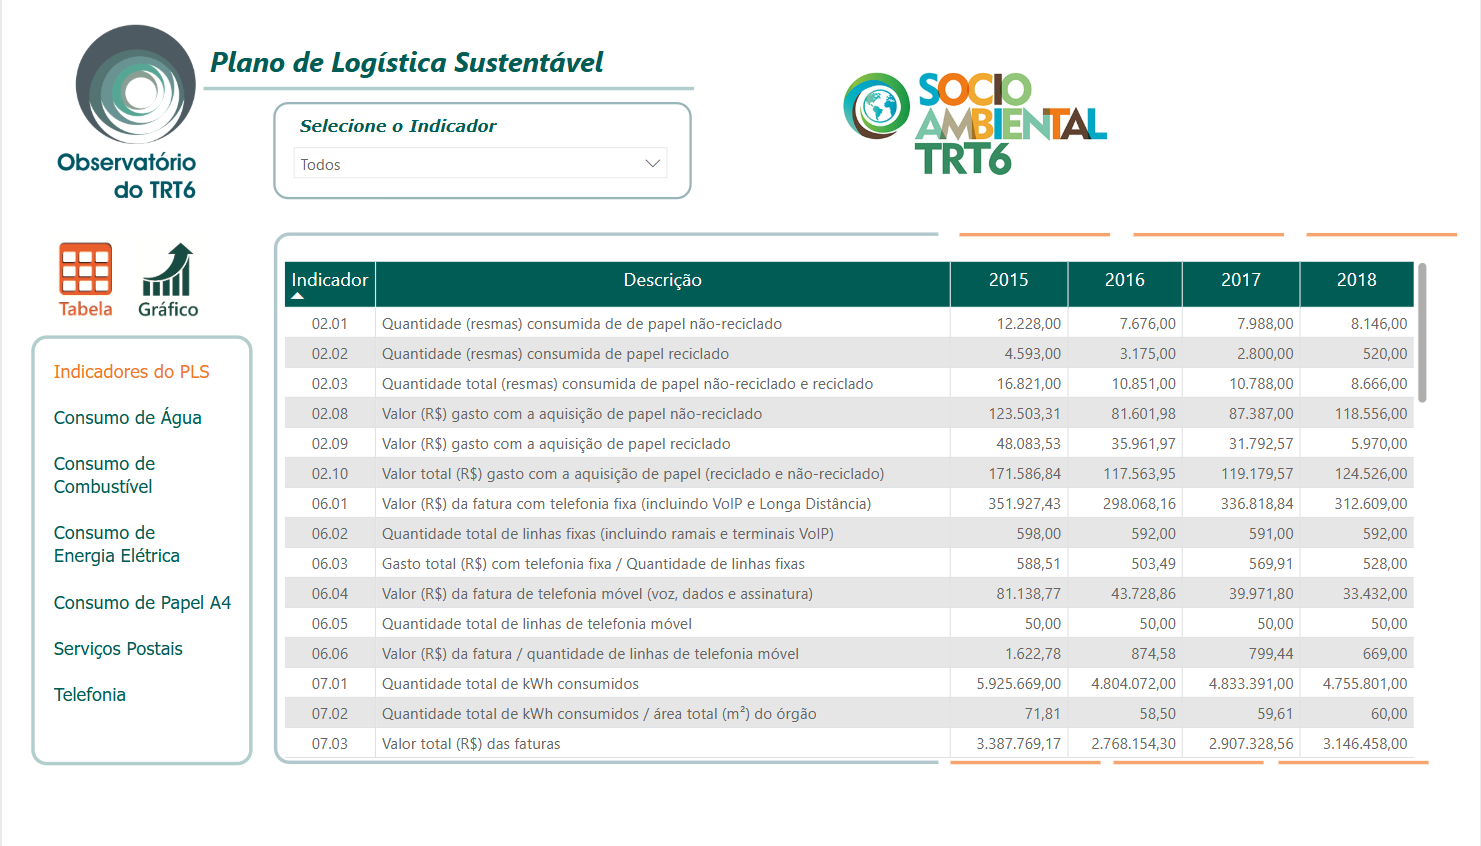 Plano de Logística Sustentável
Selecione o Indicador
Todos
Observatório
do TRT6
SOCIO
AMBIENTAL
TRT6
Tabela
Gráfico
Indicadores do PLS
Consumo de Água
Consumo de
Combustível
Consumo de
Energia Elétrica
Consumo de Papel A4
Serviços Postais
Telefonia
Indicador Descrição 2015 2016 2017 2018
02.01 Quantidade (resmas) consumida de de papel não-reciclado 12.228,00 7.676,00 7.988,00 8.146,00
02.02 Quantidade (resmas) consumida de papel reciclado 4.593,00 3.175,00 2.800,00 520,00
02.03 Quantidade total (resmas) consumida de papel não-reciclado e reciclado 16.821,00 10.851,00 10.788,00 8.666,00
02.08 Valor (R$) gasto com a aquisição de papel não-reciclado 123.503,31 81.601,98 87.387,00 118.556,00
02.09 Valor (R$) gasto com a aquisição de papel reciclado 48.083,53 35.961,97 31.792,57 5.970,00
02.10 Valor total (R$) gasto com a aquisição de papel (reciclado e não-reciclado) 171.586,84 117.563,95 119.179,57 124.526,00
06.01 Valor (R$) da fatura com telefonia fixa (incluindo VoIP e Longa Distância) 351.927,43 298.068,16 336.818,84 312.609,00
06.02 Quantidade total de linhas fixas (incluindo ramais e terminais VoIP) 598,00 592,00 591,00 592,00
06.03 Gasto total (R$) com telefonia fixa / Quantidade de linhas fixas 588,51 503,49 569,91 528,00
06.04 Valor (R$) da fatura de telefonia móvel (voz, dados e assinatura) 81.138,77 43.728,86 39.971,80 33.432,00
06.05 Quantidade total de linhas de telefonia móvel 50,00 50,00 50,00 50,00
06.06 Valor (R$) da fatura / quantidade de linhas de telefonia móvel 1.622,78 874,58 799,44 669,00
07.01 Quantidade total de kWh consumidos 5.925.669,00 4.804.072,00 4.833.391,00 4.755.801,00
07.02 Quantidade total de kWh consumidos / área total (m²) do órgão 71,81 58,50 59,61 60,00
07.03 Valor total (R$) das faturas 3.387.769,17 2.768.154,30 2.907.328,56 3.146.458,00